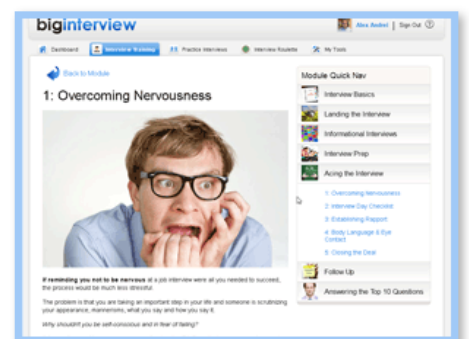 biginterview
Alex Andrei | Sign Out
Dashboard Interview Training Practice Interviews Interview Roulette My Tools
Back to Module
1: Overcoming Nervousness
If reminding you not to be nervous at a job interview were all you needed to succeed,
the process would be much less stressful.
The problem is that you are taking an important step in your life and someone is scrutinizing
your appearance, mannerisms, what you say and how you say it.
Why shouldn't you be self-conscious and in fear of failing?
Module Quick Nav
Interview Basics
Landing the Interview
Informational Interviews
Interview Prep
Acing the Interview
1: Overcoming Nervousness
2: Interview Day Checklist
3: Establishing Rapport
4: Body Language & Eye
Contact
5: Closing the Deal
Follow Up
Answering the Top 10 Questions